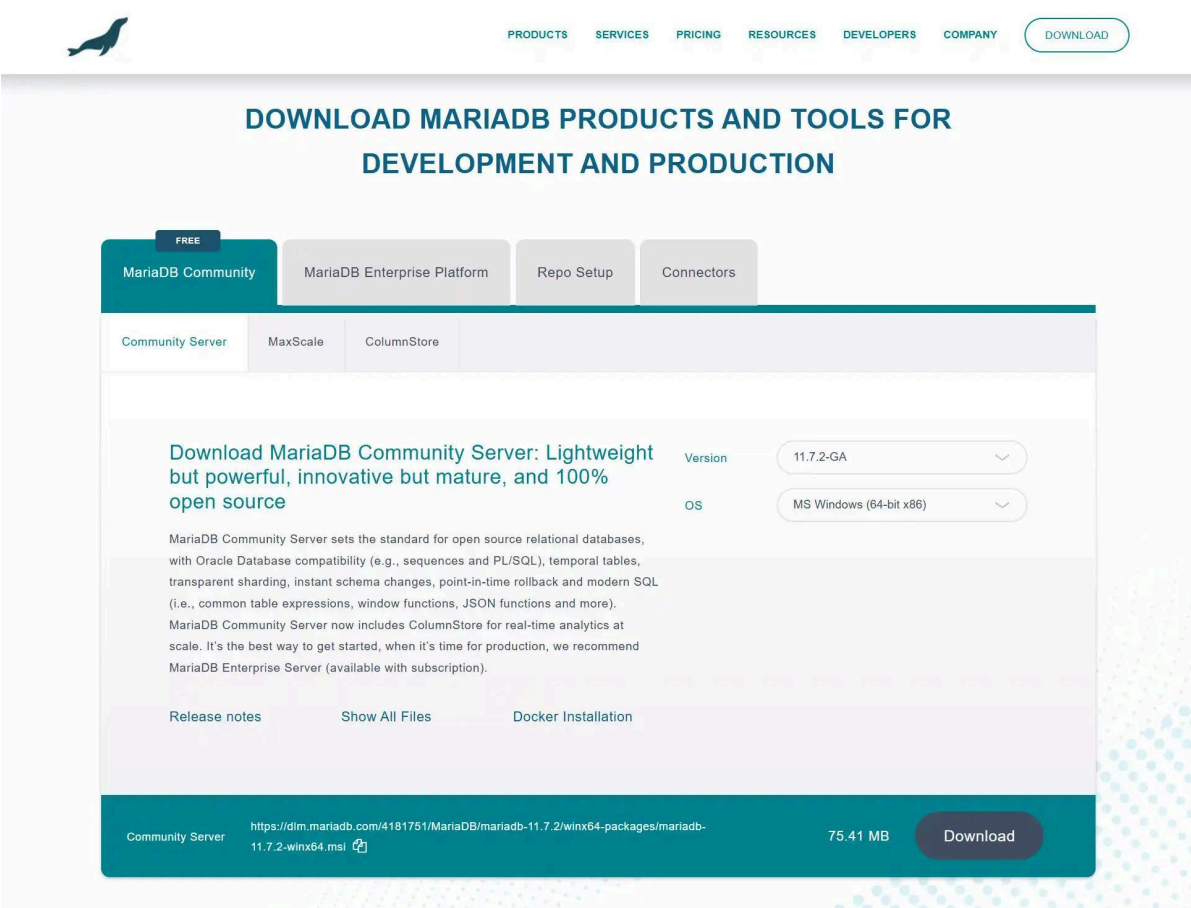 PRODUCTS SERVICES PRICING RESOURCES DEVELOPERS COMPANY DOWNLOAD
DOWNLOAD MARIADB PRODUCTS AND TOOLS FOR
DEVELOPMENT AND PRODUCTION
FREE
MariaDB Community MariaDB Enterprise Platform Repo Setup Connectors
Community Server MaxScale ColumnStore
Download MariaDB Community Server: Lightweight
but powerful, innovative but mature, and 100%
open source
MariaDB Community Server sets the standard for open source relational databases,
with Oracle Database compatibility (e.g., sequences and PL/SQL), temporal tables,
transparent sharding, instant schema changes, point-in-time rollback and modern SQL
(i.e., common table expressions, window functions, JSON functions and more).
MariaDB Community Server now includes ColumnStore for real-time analytics at
scale. It's the best way to get started, when it's time for production, we recommend
MariaDB Enterprise Server (available with subscription).
Release notes Show All Files Docker Installation
Version 11.7.2-GA
OS MS Windows (64-bit x86)
Community Server
https://dlm.mariadb.com/4181751/MariaDB/mariadb-11.7.2/winx64-packages/mariadb-
11.7.2-winx64.msi
75.41 MB
Download